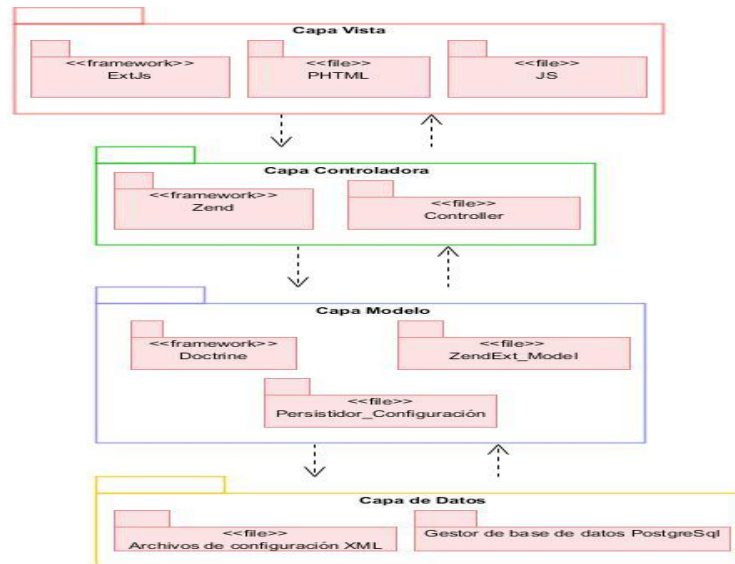 Capa Vista
<<framework>>
ExtJs
<<file>>
PHTML
<<file>>
JS
Capa Controladora
<<framework>>
Zend
<<file>>
Controller
Capa Modelo
<<framework>>
Doctrine
<<file>>
ZendExt_Model
<<file>>
Persistidor_Configuración
Capa de Datos
<<file>>
Archivos de configuración XML
Gestor de base de datos PostgreSql